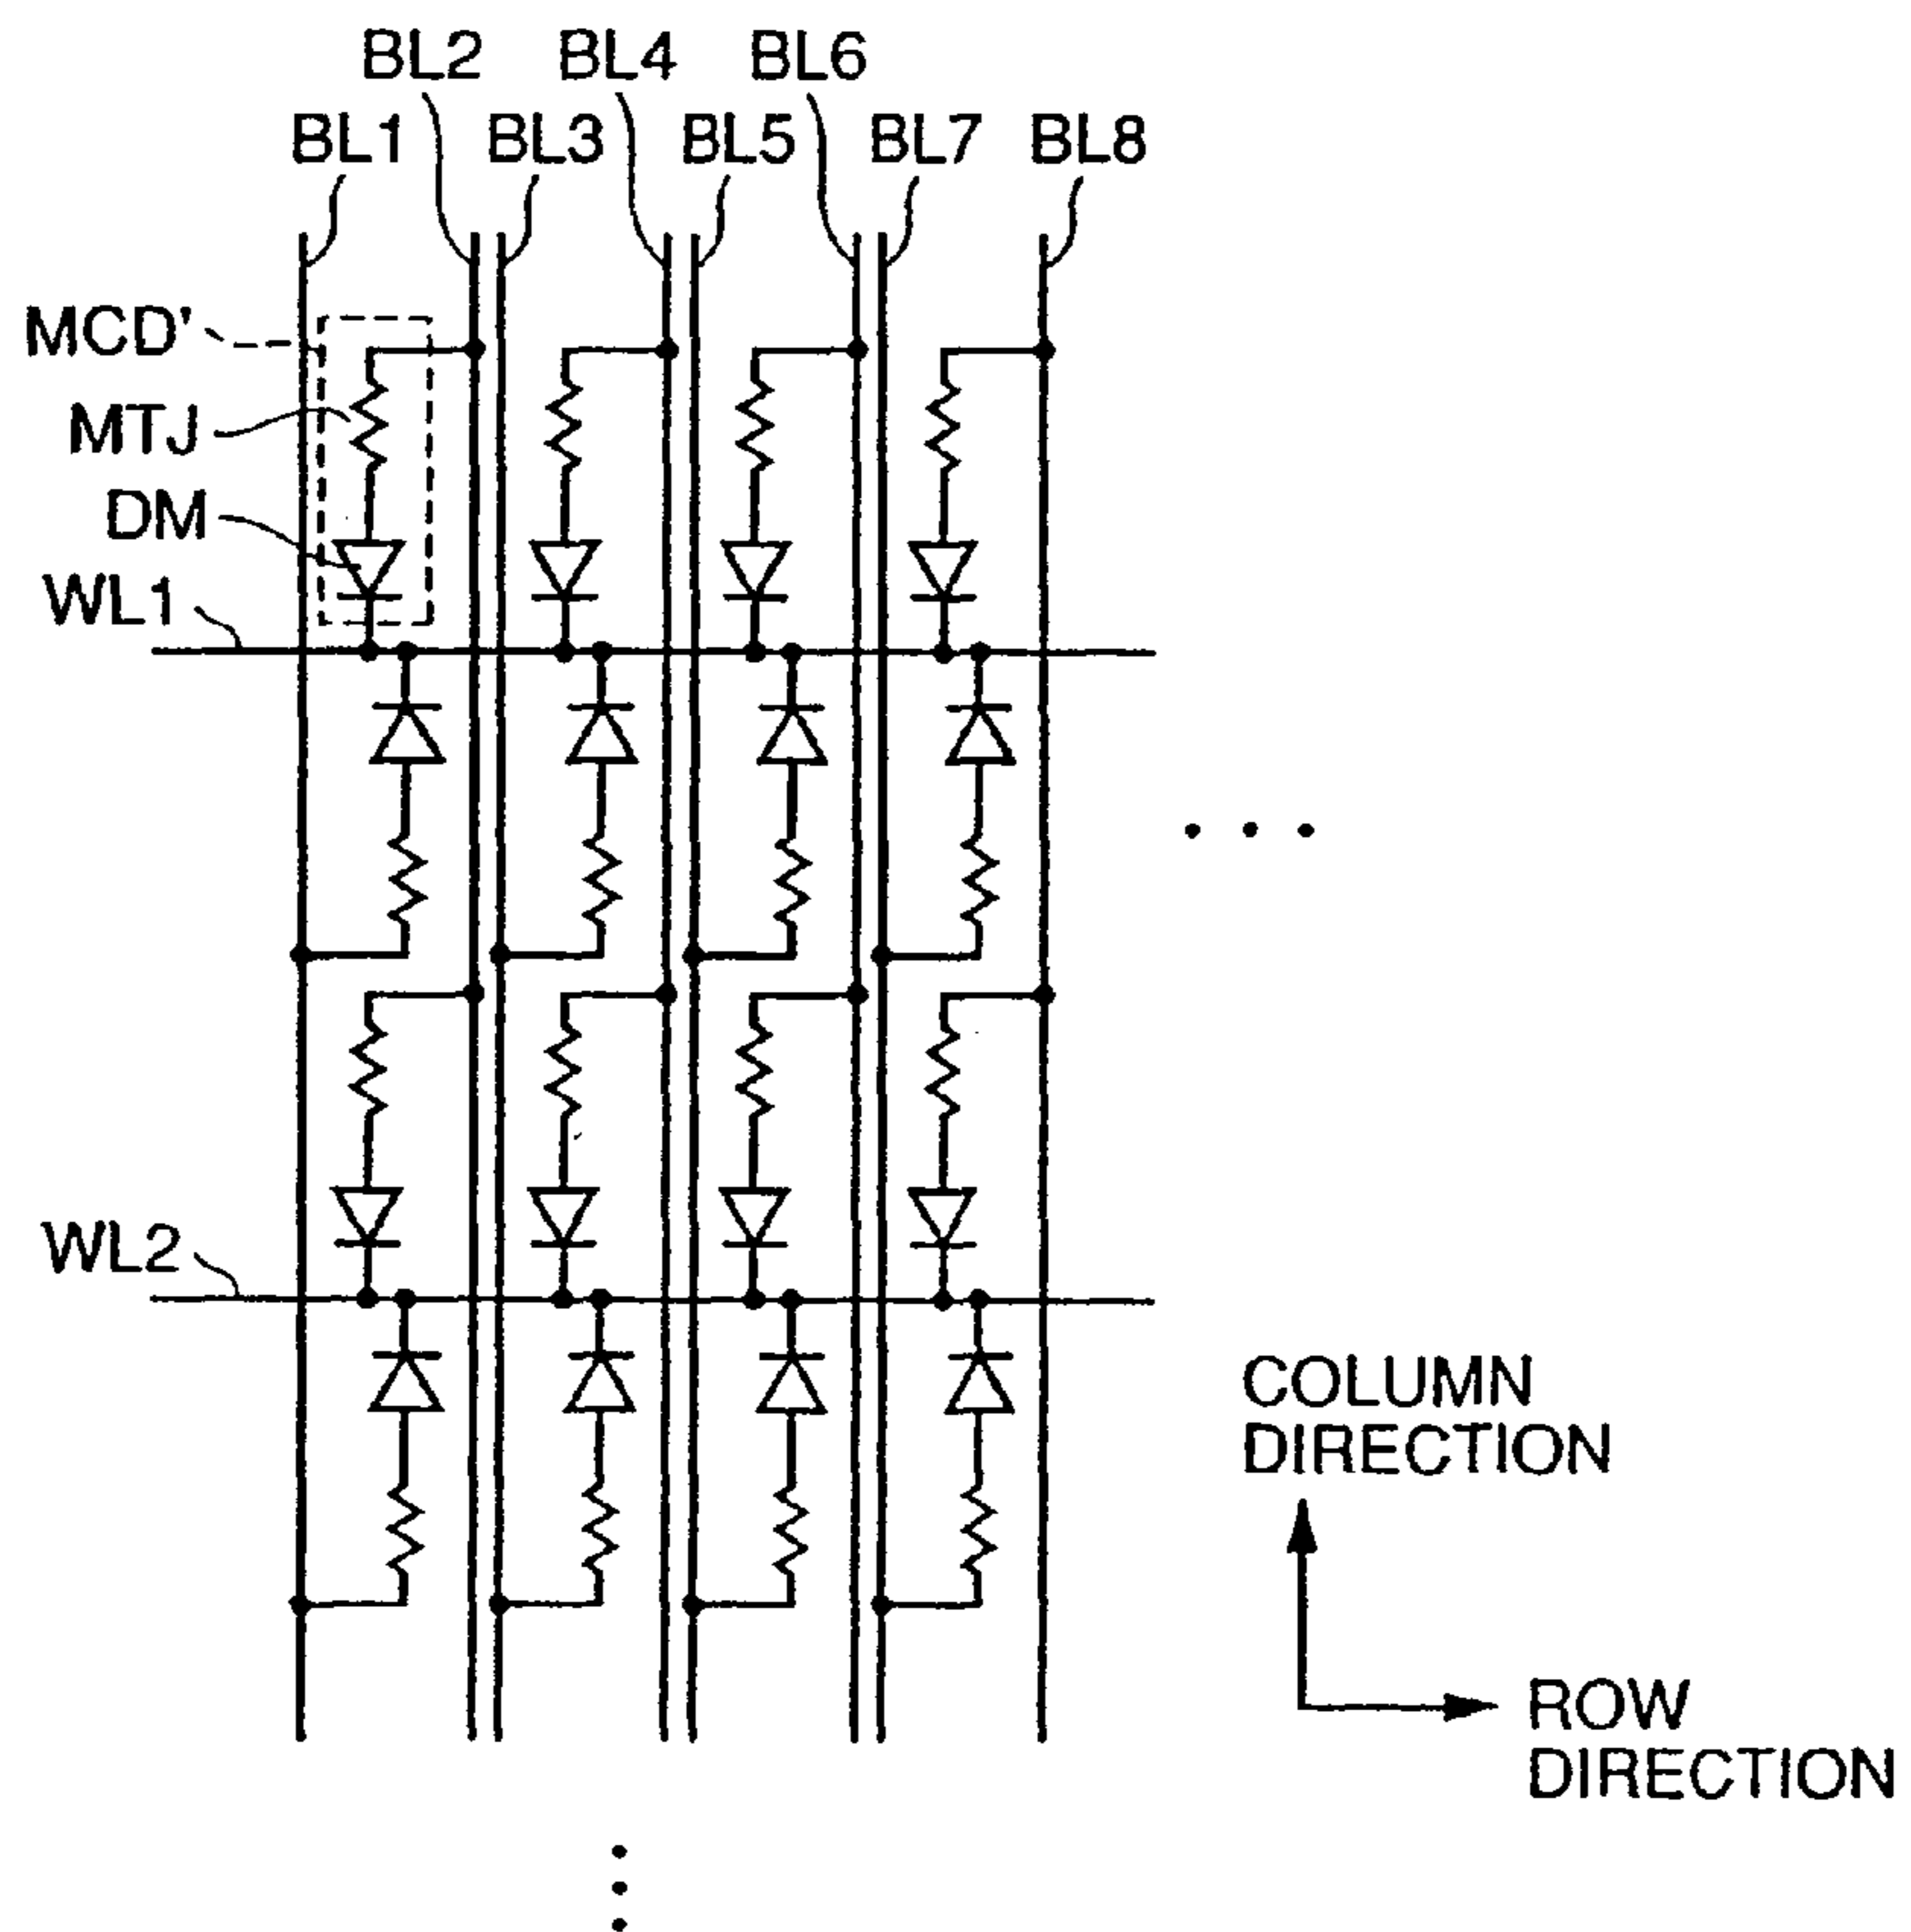 BL2 BL4 BL6
BL1 BL3 BL5 BL7 BL8
MCD'
MTJ
DM
WL1
WL2
COLUMN
DIRECTION
ROW
DIRECTION